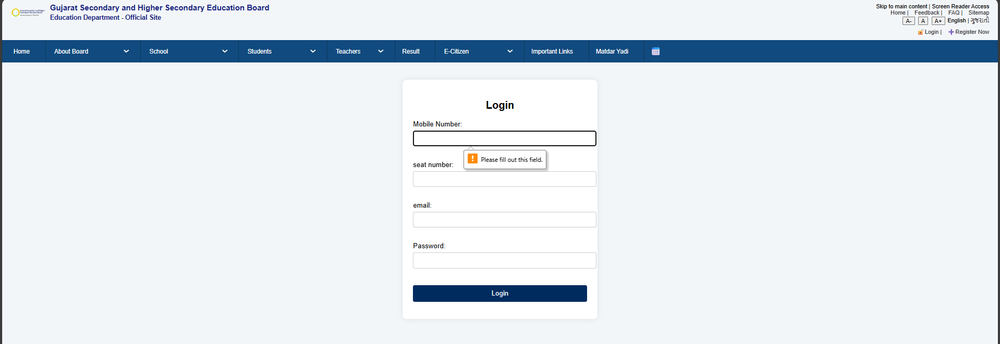 Gujarat Secondary and Higher Secondary Education Board
Education Department - Official Site
Skip to main content | Screen Reader Access
Home | Feedback | FAQ | Sitemap
A- A A+ English | ગુજરાતી
Login | Register Now
Home About Board School Students Teachers Result E-Citizen Important Links Matdar Yadi
Login
Mobile Number:
Please fill out this field.
seat number:
email:
Password:
Login